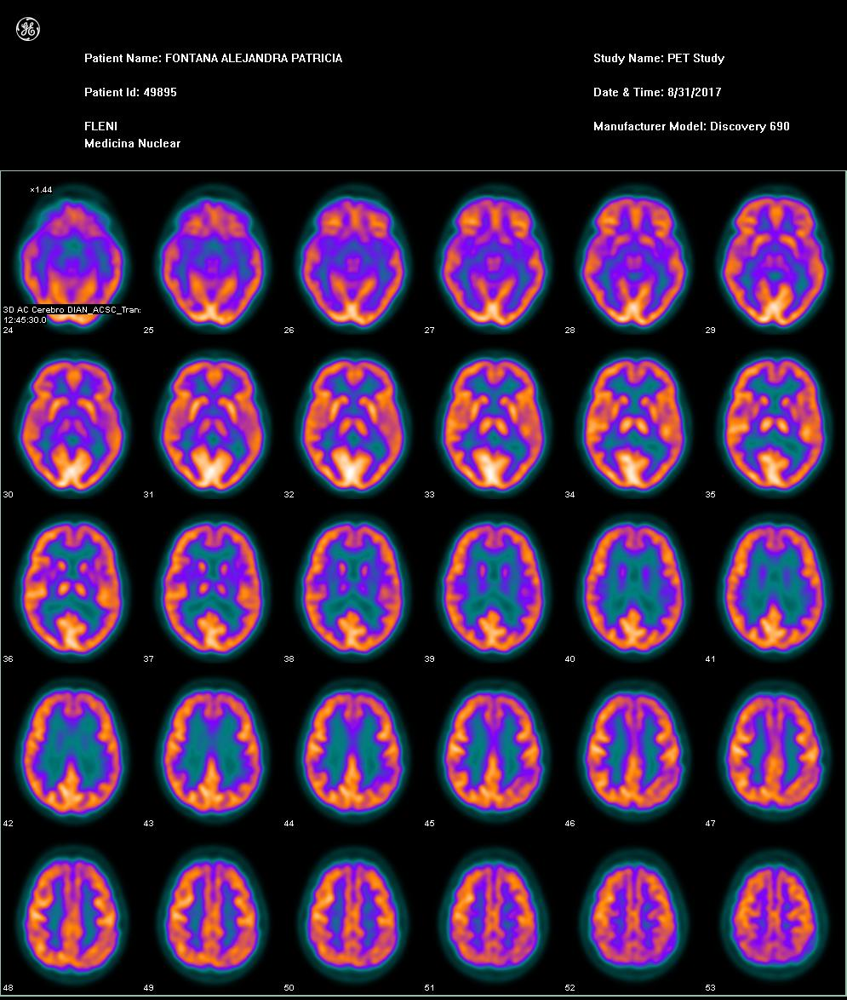 GE
Patient Name: FONTANA ALEJANDRA PATRICIA
Study Name: PET Study
Patient Id: 49895
Date & Time: 8/31/2017
FLENI
Manufacturer Model: Discovery 690
Medicina Nuclear
×1.44
3D AC Cerebro DIAN_ACSC_Tran:
12:45:30.0
24 25 26 27 28 29
30 31 32 33 34 35
36 37 38 39 40 41
42 43 44 45 46 47
48 49 50 51 52 53